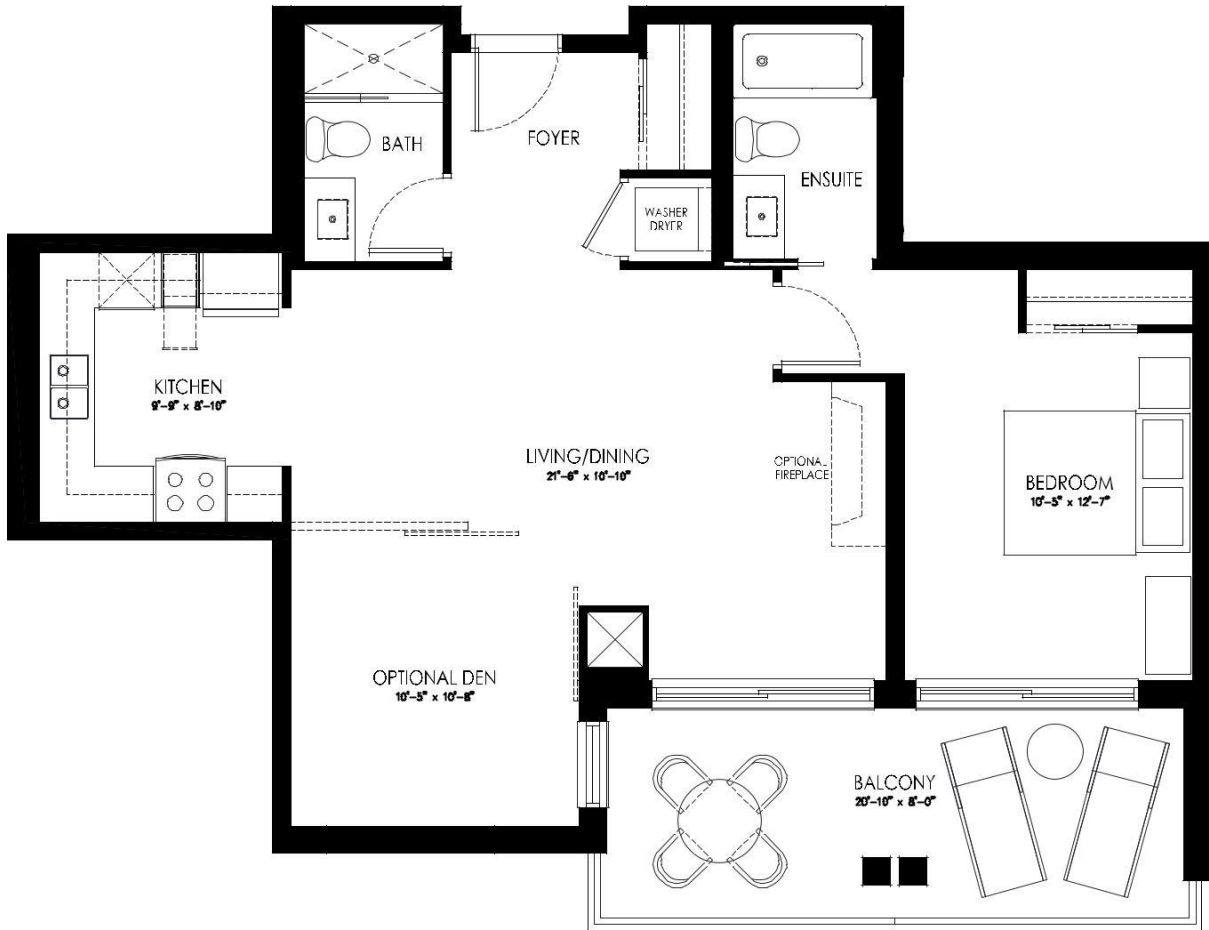 BATH
FOYER
ENSUITE
WASHER
DRYER
KITCHEN
9'-9" x 8'-10"
LIVING/DINING
21'-6" x 10'-10"
OPTIONAL
FIREPLACE
BEDROOM
10'-5" x 12'-7"
OPTIONAL DEN
10'-5" x 10'-8"
BALCONY
20'-10" x 8'-0"